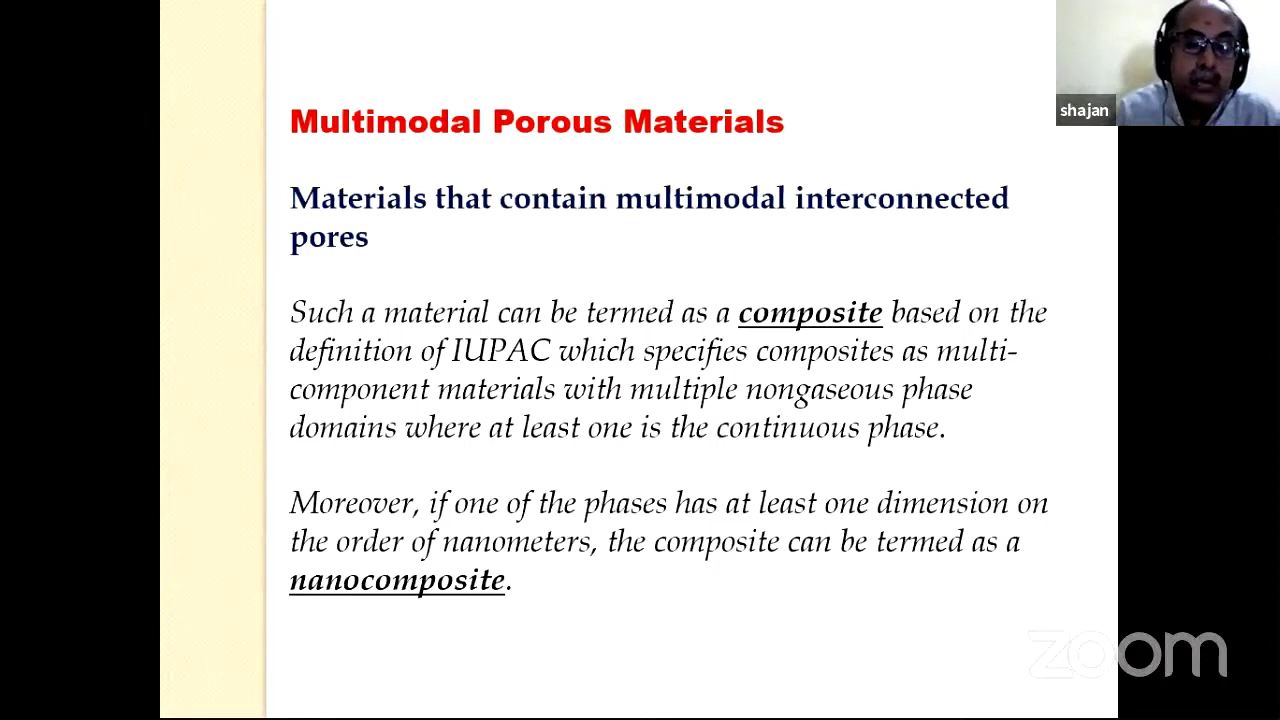 shajan
Multimodal Porous Materials
Materials that contain multimodal interconnected
pores
Such a material can be termed as a composite based on the
definition of IUPAC which specifies composites as multi-
component materials with multiple nongaseous phase
domains where at least one is the continuous phase.
Moreover, if one of the phases has at least one dimension on
the order of nanometers, the composite can be termed as a
nanocomposite.
zoom